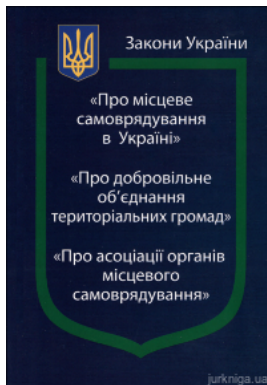 Закони України
«Про місцеве
самоврядування
в Україні»
«Про добровільне
об’єднання
територіальних громад»
«Про асоціації органів
місцевого
самоврядування»
jurkniga.ua